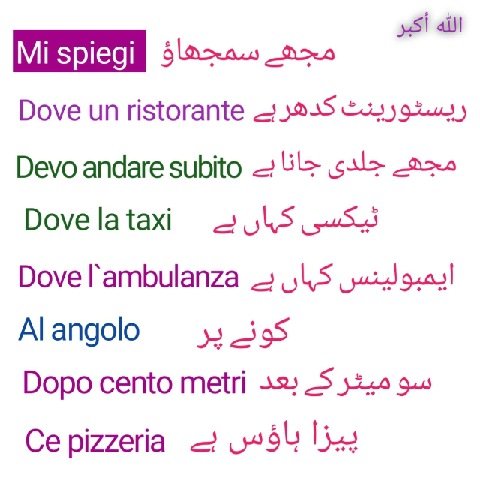 الله أكبر
Mi spiegi مجھے سمجھاؤ
Dove un ristorante ریسٹورینٹ کدھر ہے
Devo andare subito مجھے جلدی جانا ہے
Dove la taxi ٹیکسی کہاں ہے
Dove l`ambulanza ایمبولینس کہاں ہے
Al angolo کونے پر
Dopo cento metri سو میٹر کے بعد
Ce pizzeria پیزا ہاؤس ہے